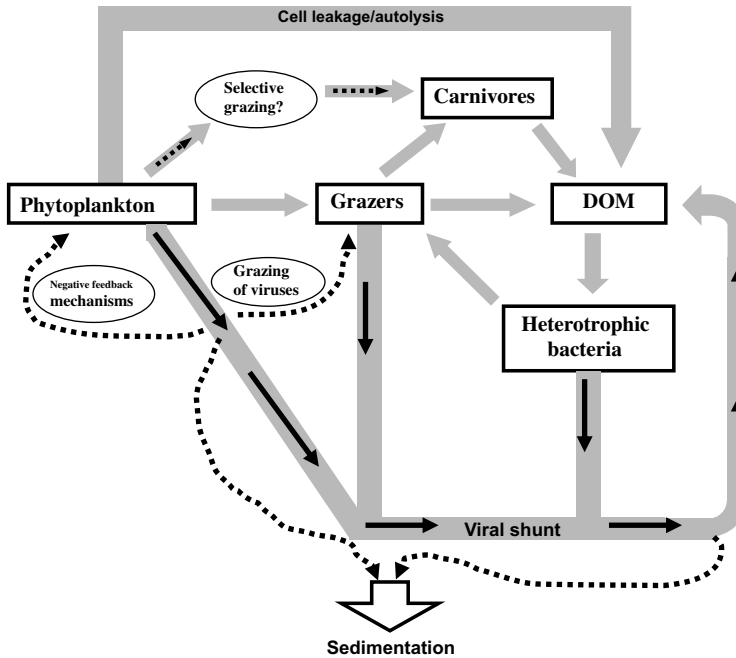 Cell leakage/autolysis
Selective
grazing?
Carnivores
Phytoplankton
Grazers
DOM
Negative feedback
mechanisms
Grazing
of viruses
Heterotrophic
bacteria
Viral shunt
Sedimentation